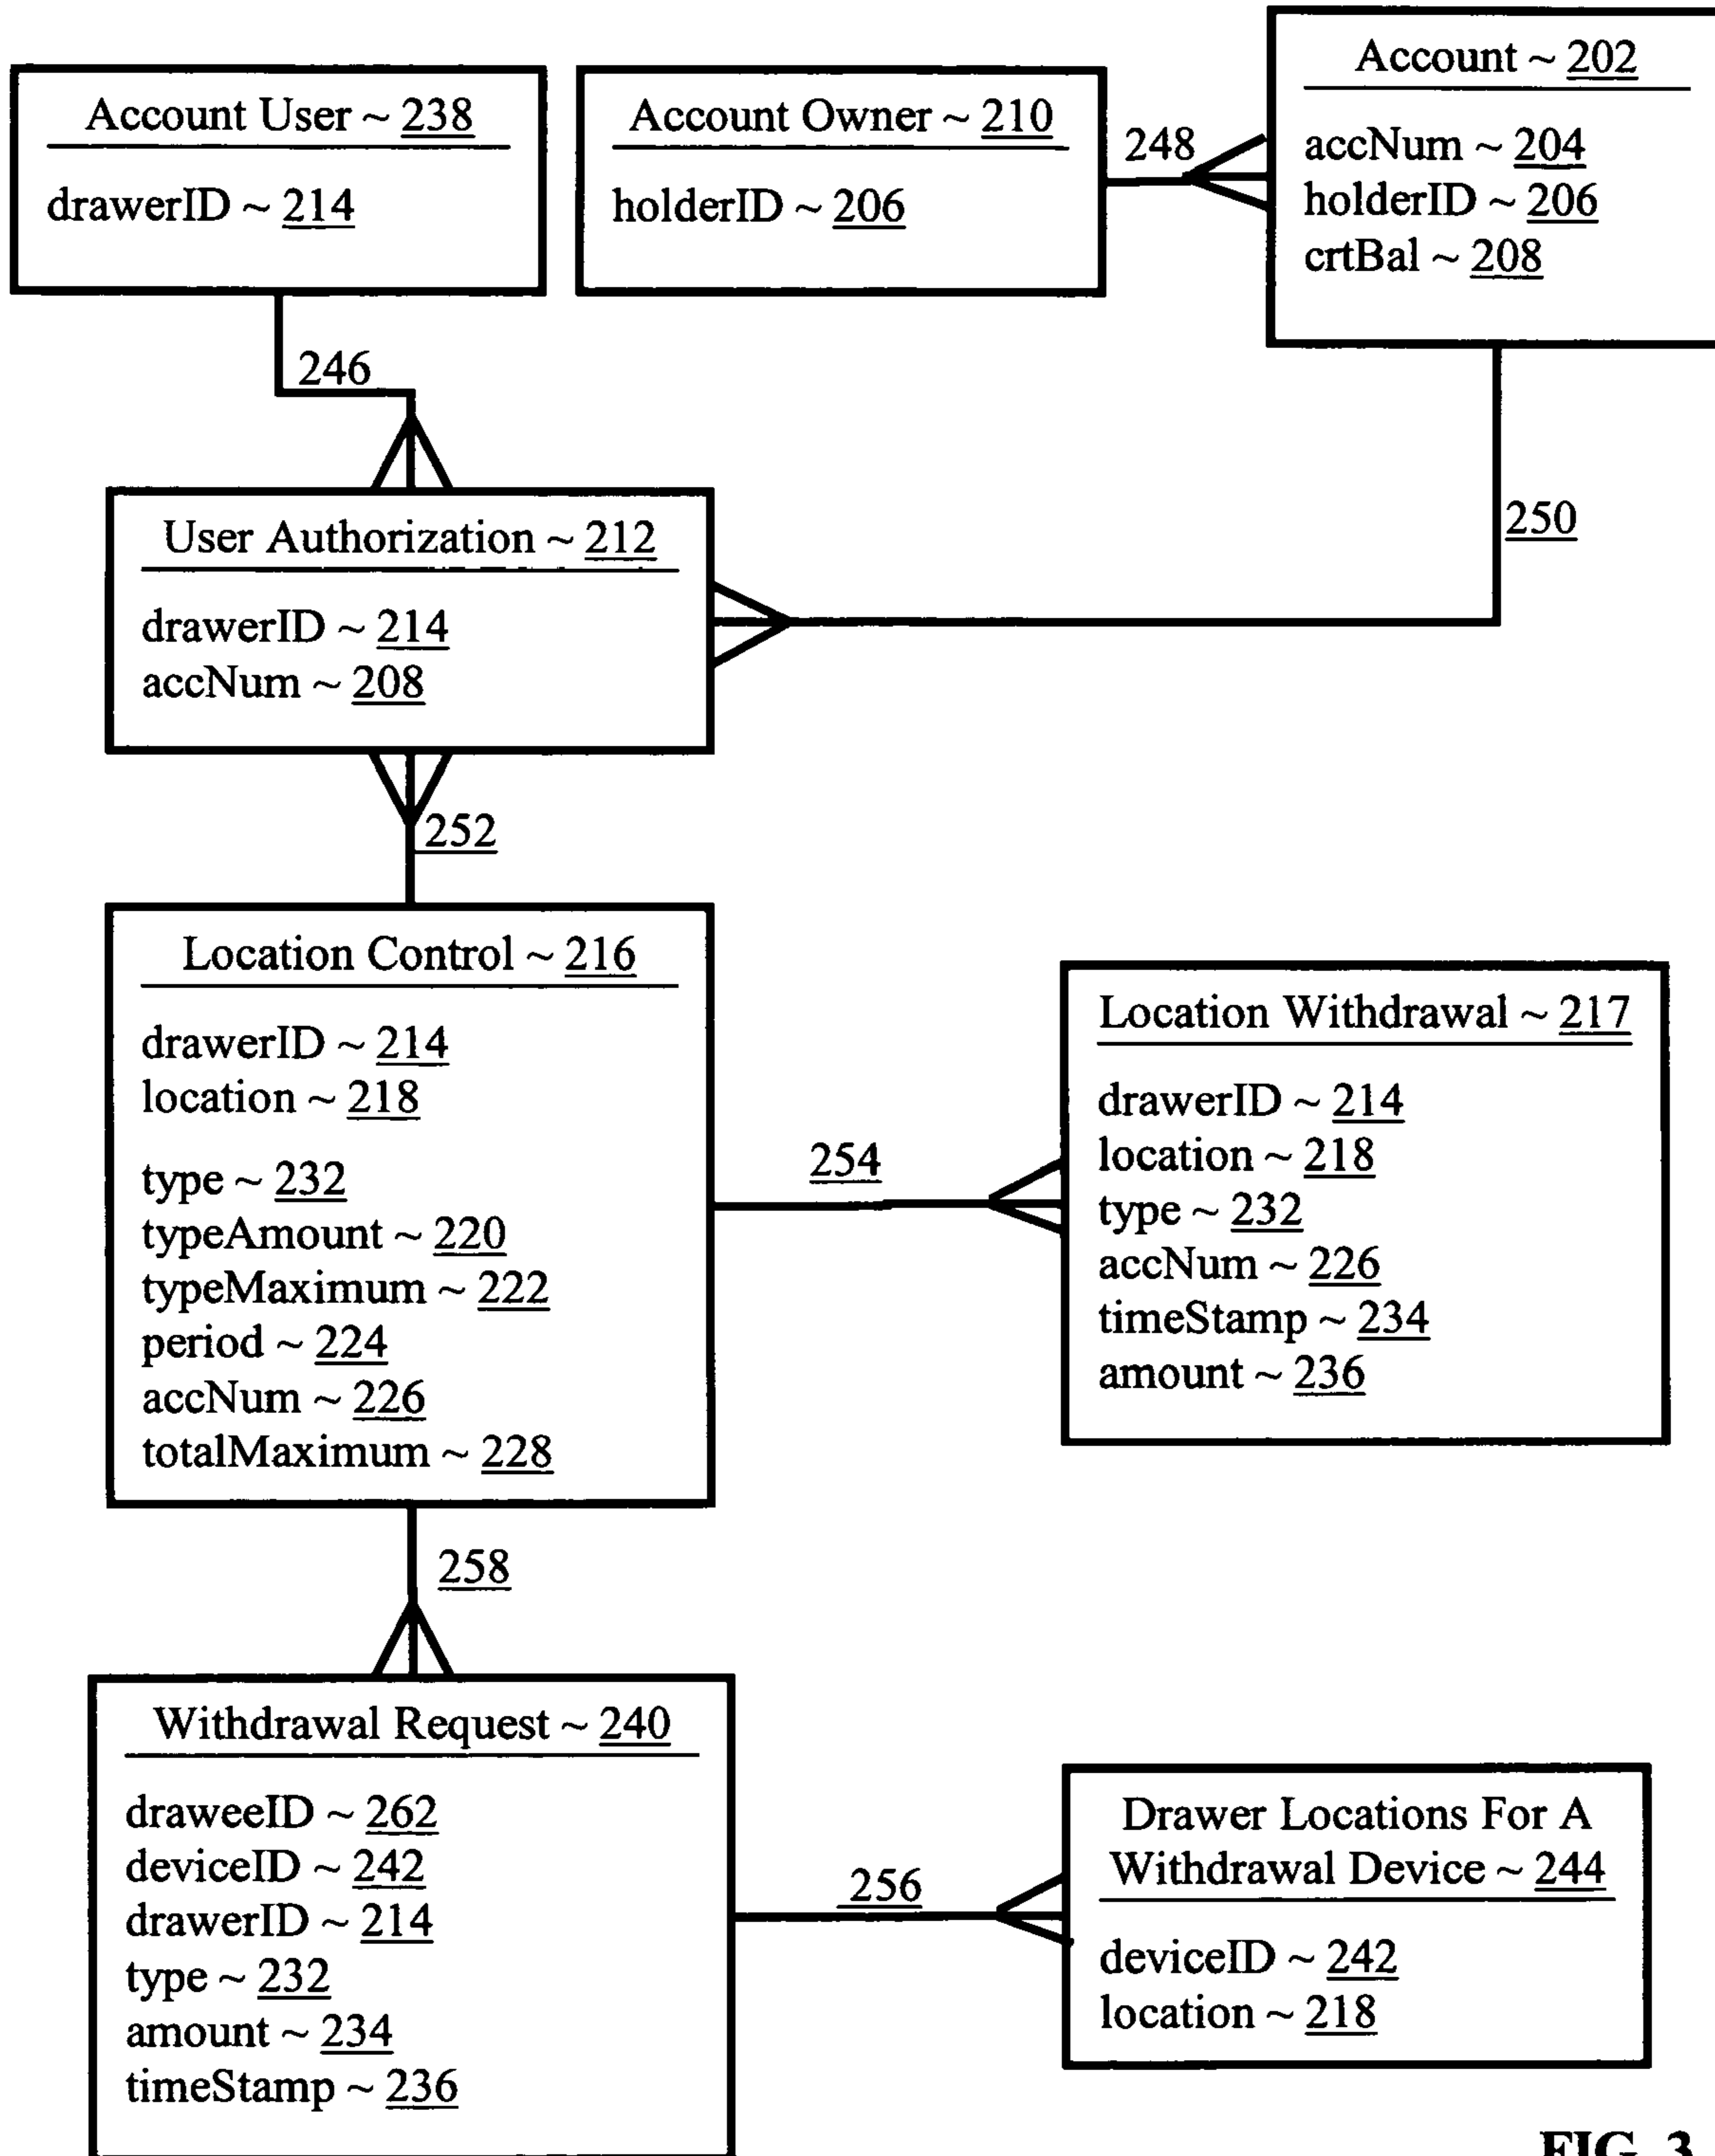 Account User ~ 238
drawerID ~ 214
Account Owner ~ 210
holderID ~ 206
248
Account ~ 202
accNum ~ 204
holderID ~ 206
crtBal ~ 208
246
250
User Authorization ~ 212
drawerID ~ 214
accNum ~ 208
252
Location Control ~ 216
drawerID ~ 214
location ~ 218
type ~ 232
typeAmount ~ 220
typeMaximum ~ 222
period ~ 224
accNum ~ 226
totalMaximum ~ 228
254
Location Withdrawal ~ 217
drawerID ~ 214
location ~ 218
type ~ 232
accNum ~ 226
timeStamp ~ 234
amount ~ 236
258
Withdrawal Request ~ 240
draweeID ~ 262
deviceID ~ 242
drawerID ~ 214
type ~ 232
amount ~ 234
timeStamp ~ 236
256
Drawer Locations For A
Withdrawal Device ~ 244
deviceID ~ 242
location ~ 218
FIG. 3